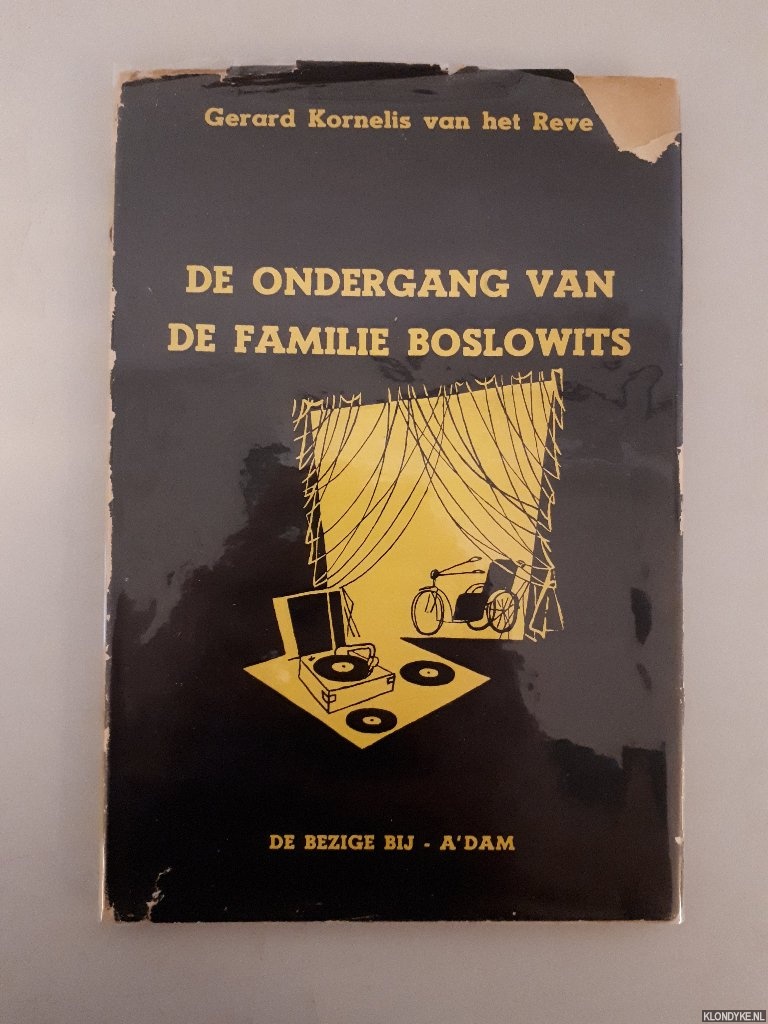 Gerard Kornelis van het Reve
DE ONDERGANG VAN
DE FAMILIE BOSLOWITS
DE BEZIGE BIJ - A'DAM
KLONDYKE.NL